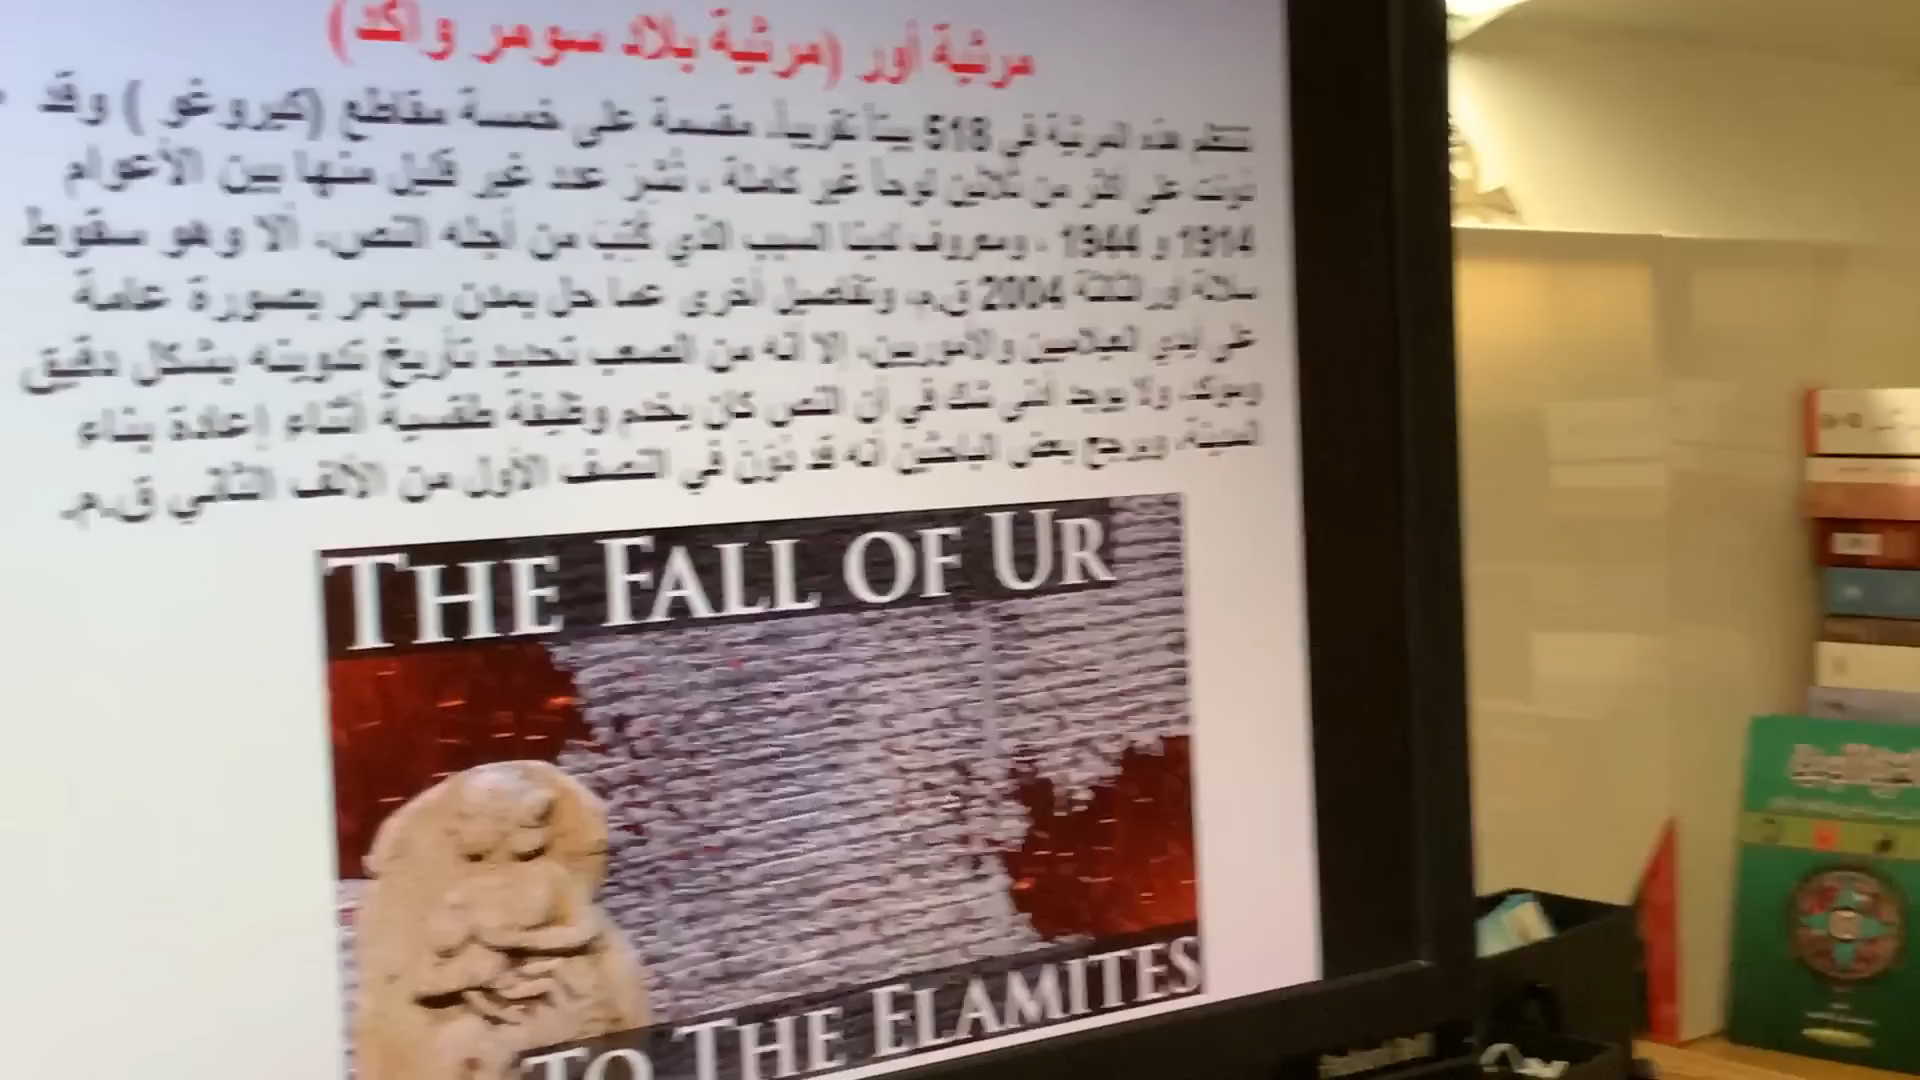 مرثية أور (مرثية بلاد سومر وأكد)
تنتظم هذه المرثية في 518 بيتاً تقريباً، مقسمة على خمسة مقاطع (كيروغو ) وقد
دُونت على أكثر من ثلاثين لوحاً غير كاملة ، نُشر عدد غير قليل منها بين الأعوام
1914 و 1944 ، ومعروف لدينا السبب الذي كُتب من أجله النص، ألا وهو سقوط
سلالة أور الثالثة 2004 ق.م، وتفاصيل أخرى عما حل بمدن سومر بصورة عامة
على أيدي العيلاميين والأموريين، إلا أنه من الصعب تحديد تأريخ تدوينه بشكل دقيق
ومؤكد، ولا يوجد أدنى شك في أن النص كان يخدم وظيفة طقسية أثناء إعادة بناء
المدينة، ويرجح بعض الباحثين أنه قد دُوّن في النصف الأول من الألف الثاني ق.م.
THE FALL OF UR
TO THE ELAMITES